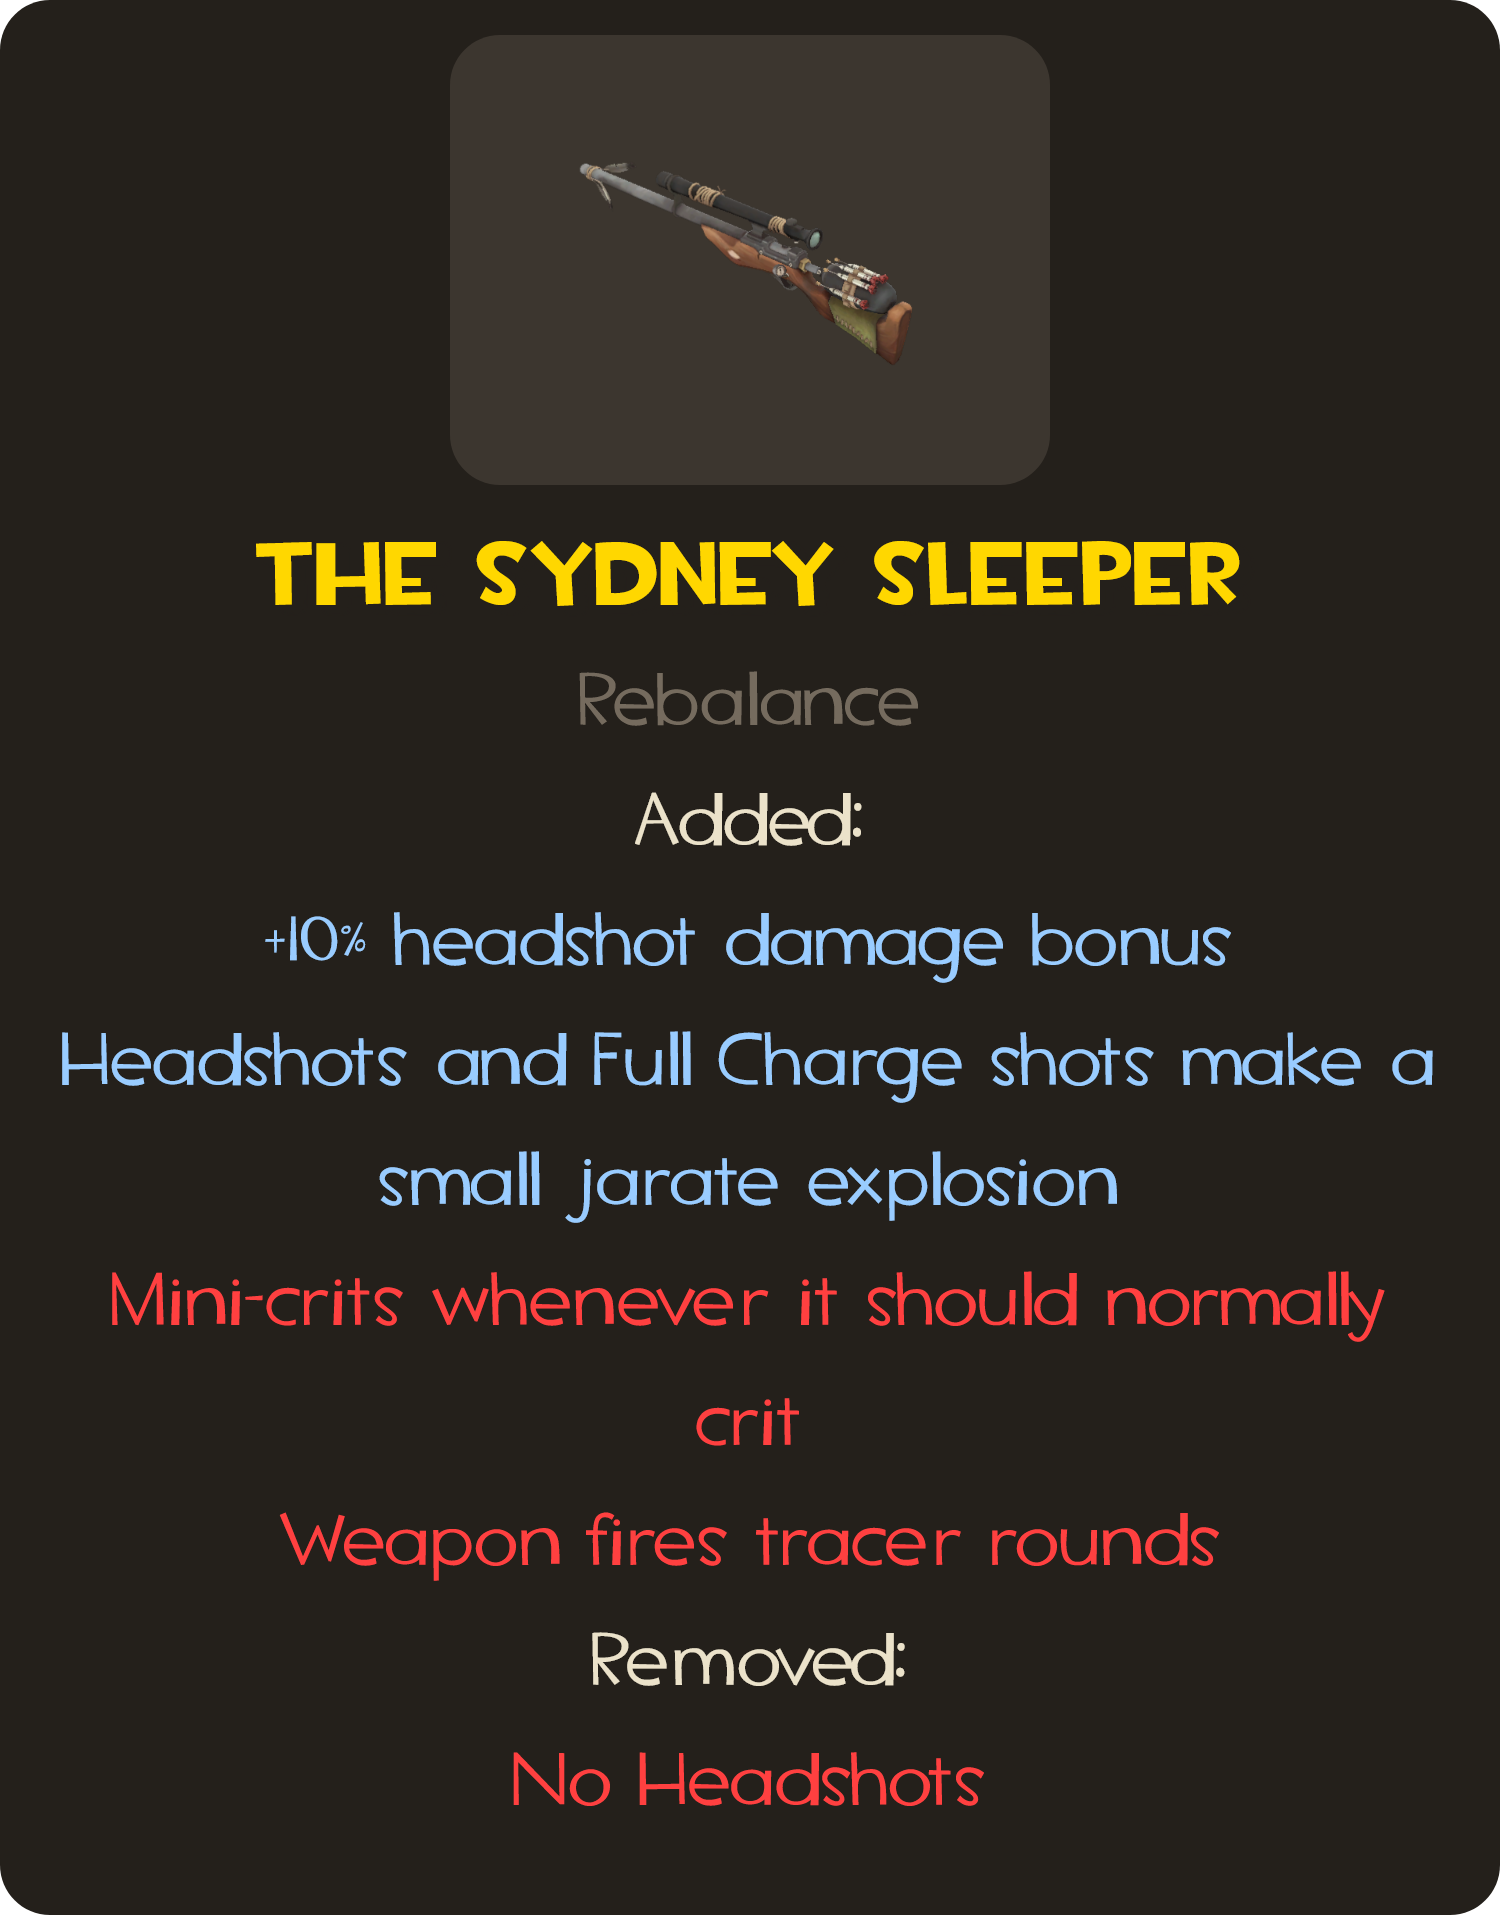 THE SYDNEY SLEEPER
Rebalance
Added:
+10% headshot damage bonus
Headshots and Full Charge shots make a
small jarate explosion
Mini-crits whenever it should normally
crit
Weapon fires tracer rounds
Removed:
No Headshots